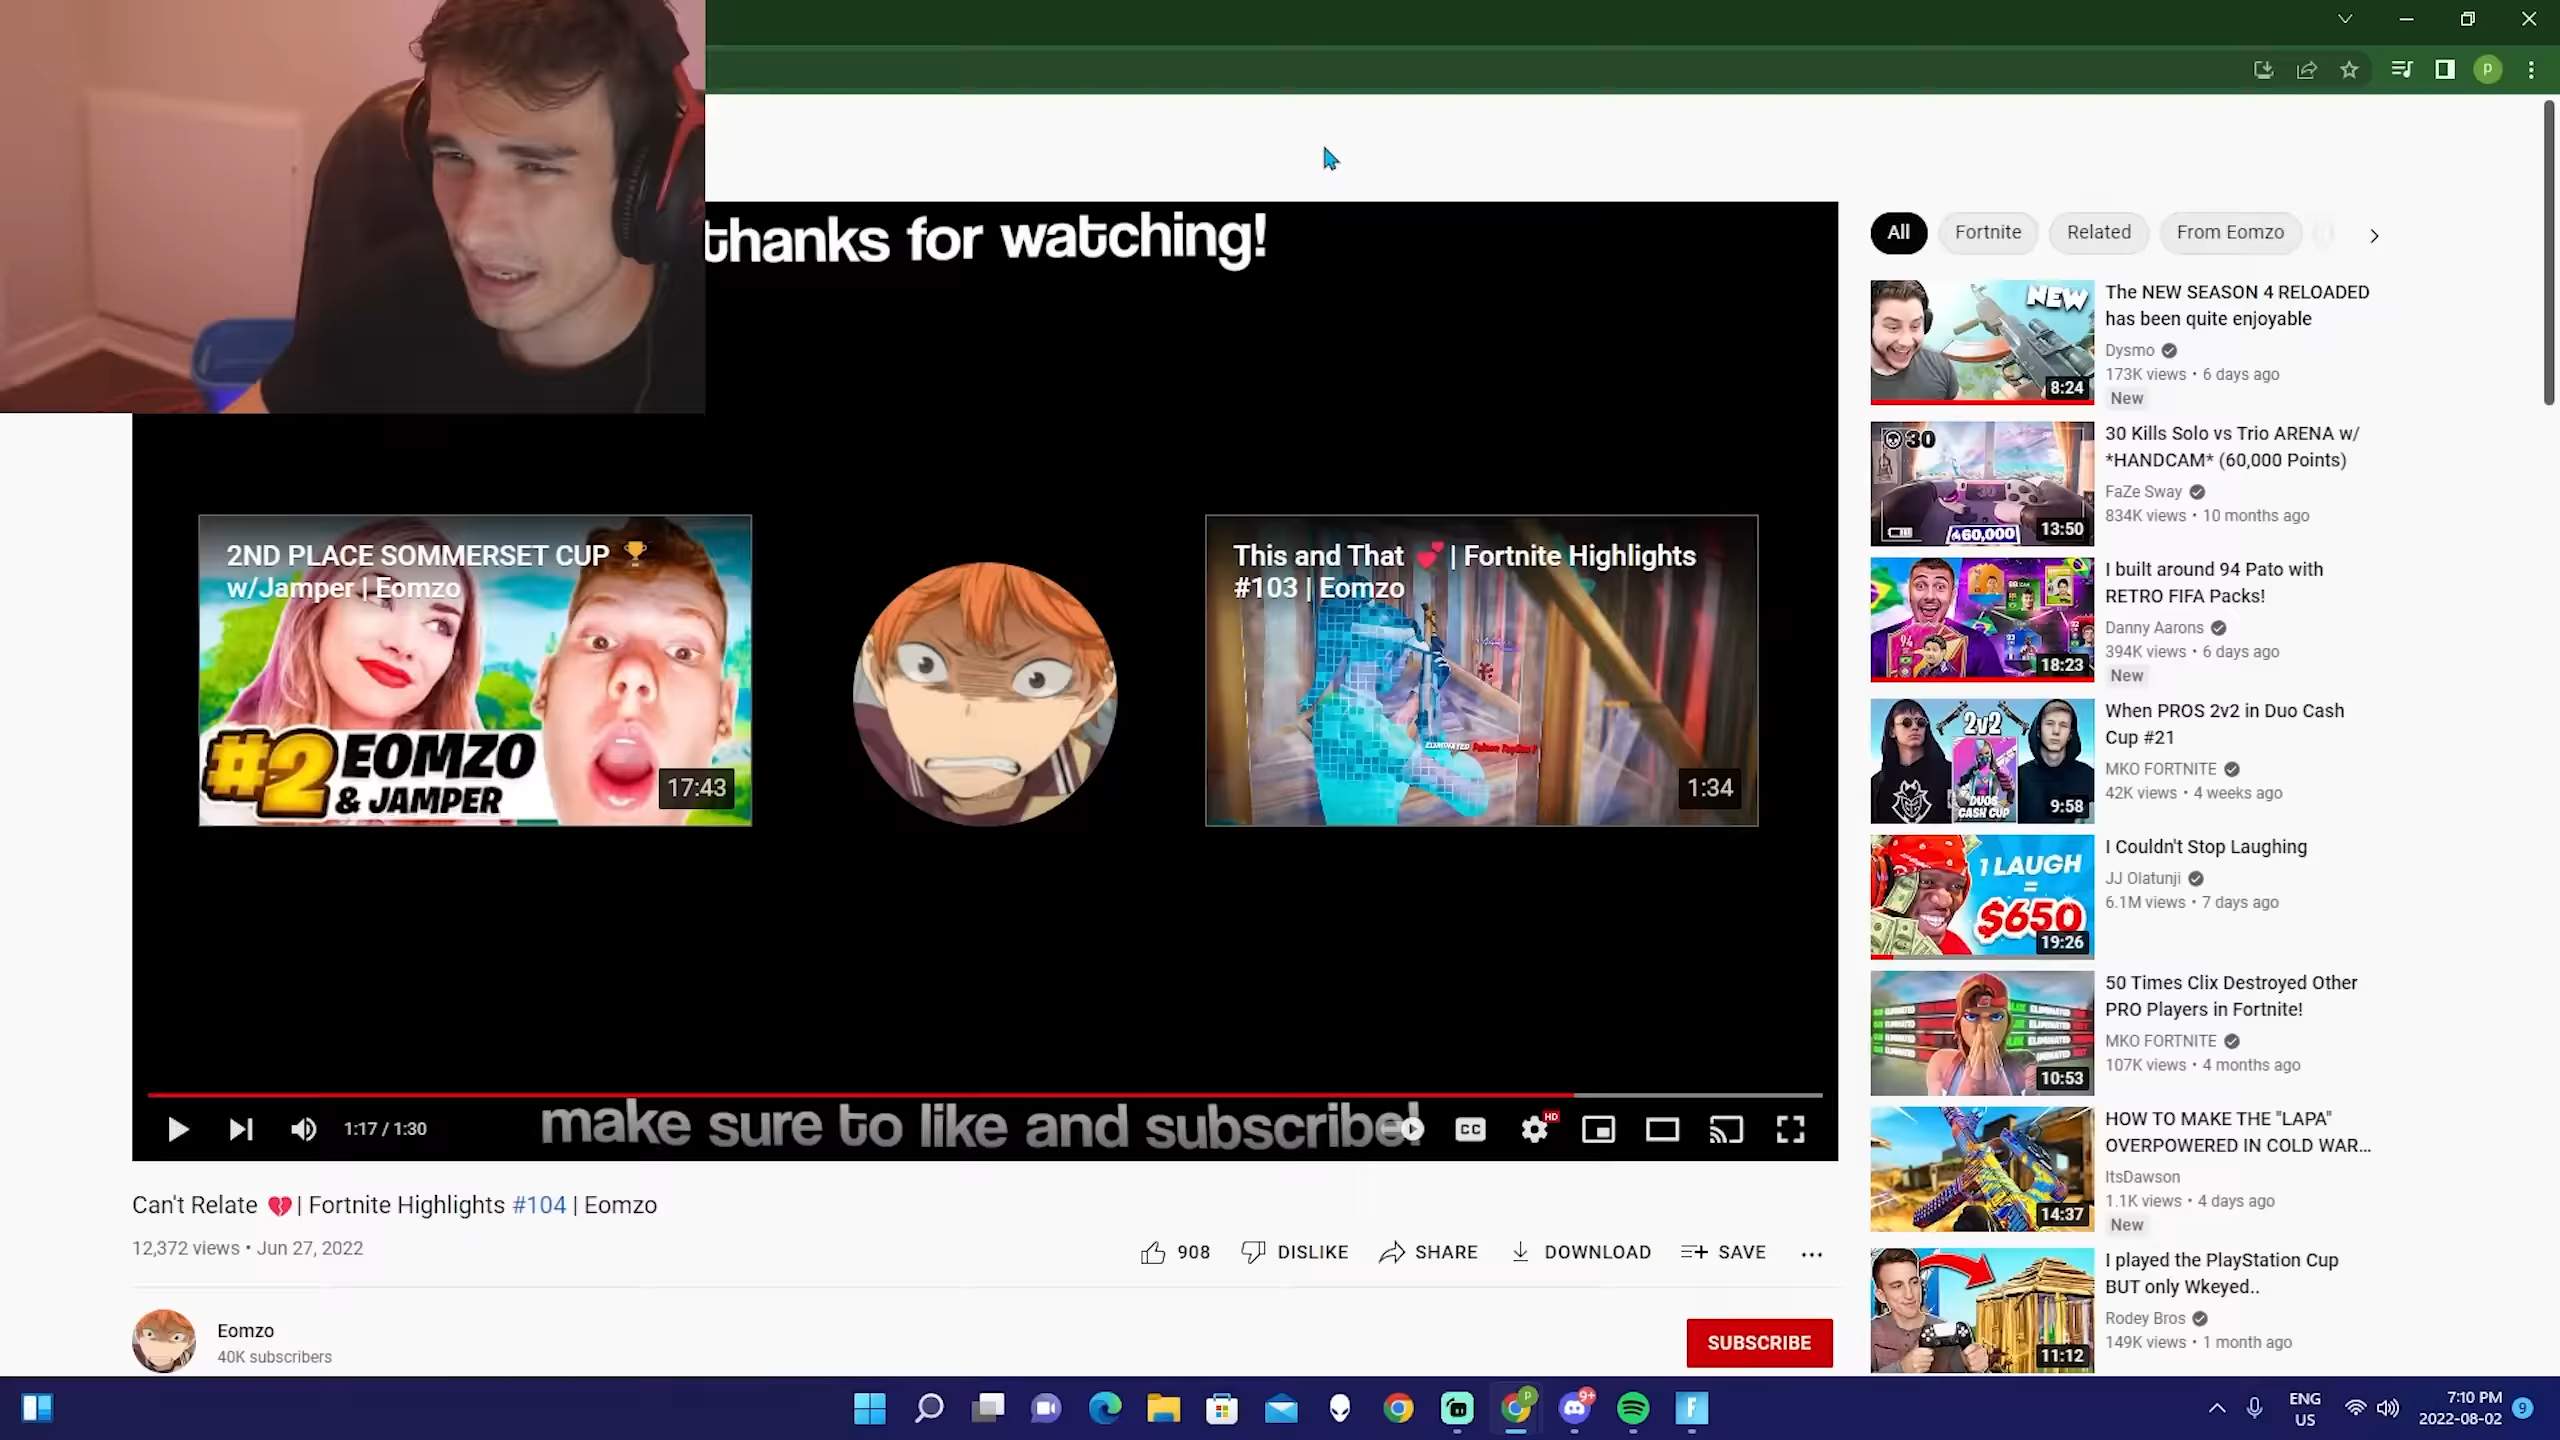 P
thanks for watching!
2ND PLACE SOMMERSET CUP 🏆
w/Jamper | Eomzo
#2 EOMZO
& JAMPER
17:43
This and That 💕 | Fortnite Highlights
#103 | Eomzo
ELIMINATED
1:34
1:17 / 1:30
make sure to like and subscribe!
CC
HD
Can't Relate 💔 | Fortnite Highlights #104 | Eomzo
12,372 views • Jun 27, 2022
908
DISLIKE
SHARE
DOWNLOAD
SAVE
Eomzo
40K subscribers
SUBSCRIBE
All
Fortnite
Related
From Eomzo
NEW
8:24
The NEW SEASON 4 RELOADED
has been quite enjoyable
Dysmo
173K views • 6 days ago
New
30
60,000
13:50
30 Kills Solo vs Trio ARENA w/
*HANDCAM* (60,000 Points)
FaZe Sway
834K views • 10 months ago
94
18:23
I built around 94 Pato with
RETRO FIFA Packs!
Danny Aarons
394K views • 6 days ago
New
2v2
DUOS
CASH CUP
9:58
When PROS 2v2 in Duo Cash
Cup #21
MKO FORTNITE
42K views • 4 weeks ago
1 LAUGH
=
$650
19:26
I Couldn't Stop Laughing
JJ Olatunji
6.1M views • 7 days ago
10:53
50 Times Clix Destroyed Other
PRO Players in Fortnite!
MKO FORTNITE
107K views • 4 months ago
14:37
HOW TO MAKE THE "LAPA"
OVERPOWERED IN COLD WAR...
ItsDawson
1.1K views • 4 days ago
New
11:12
I played the PlayStation Cup
BUT only Wkeyed..
Rodey Bros
149K views • 1 month ago
P
9+
F
ENG
US
7:10 PM
2022-08-02
9